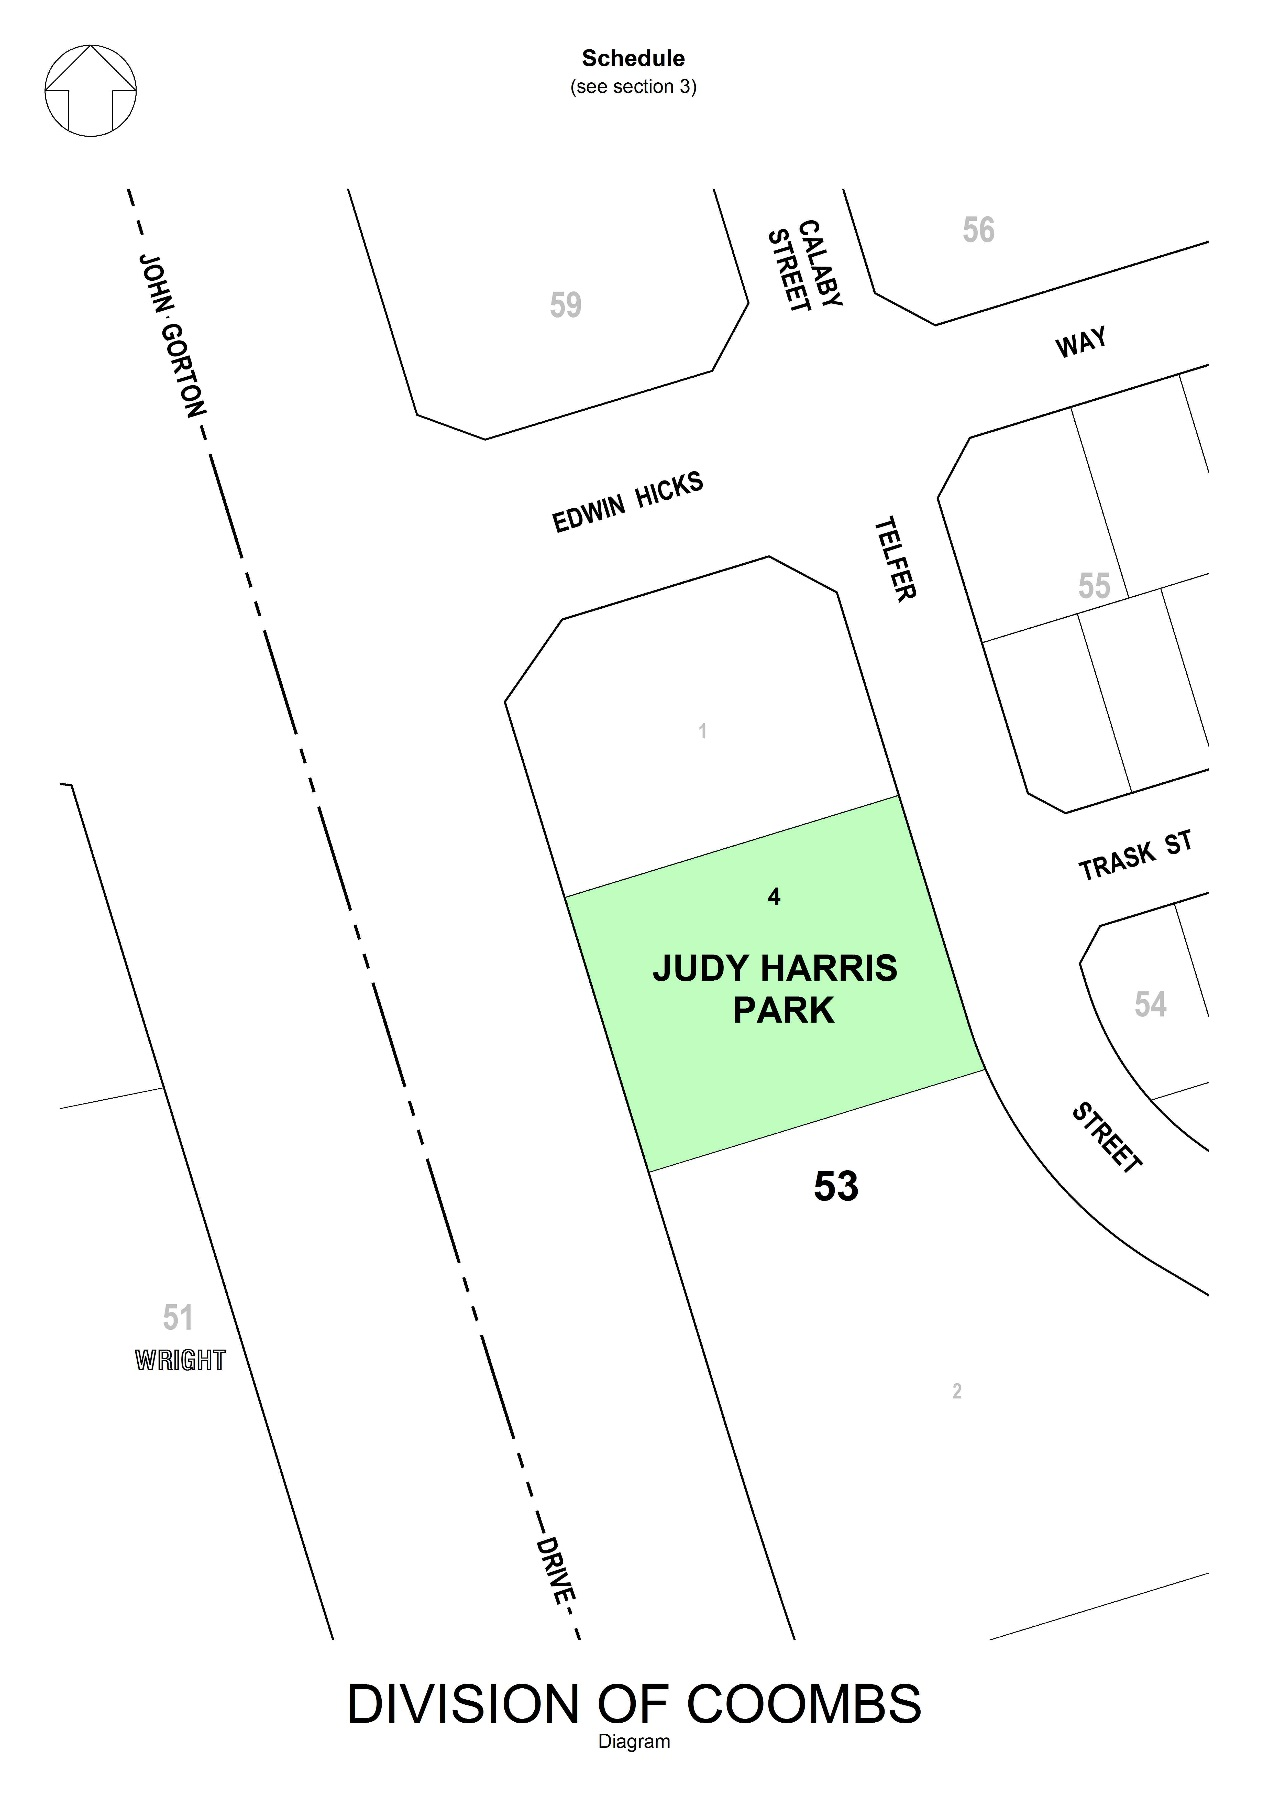 Schedule
(see section 3)
JOHN GORTON
59
CALABY
STREET
56
WAY
EDWIN HICKS
TELFER
55
1
TRASK ST
4
JUDY HARRIS
PARK
54
STREET
53
51
WRIGHT
2
DRIVE
DIVISION OF COOMBS
Diagram